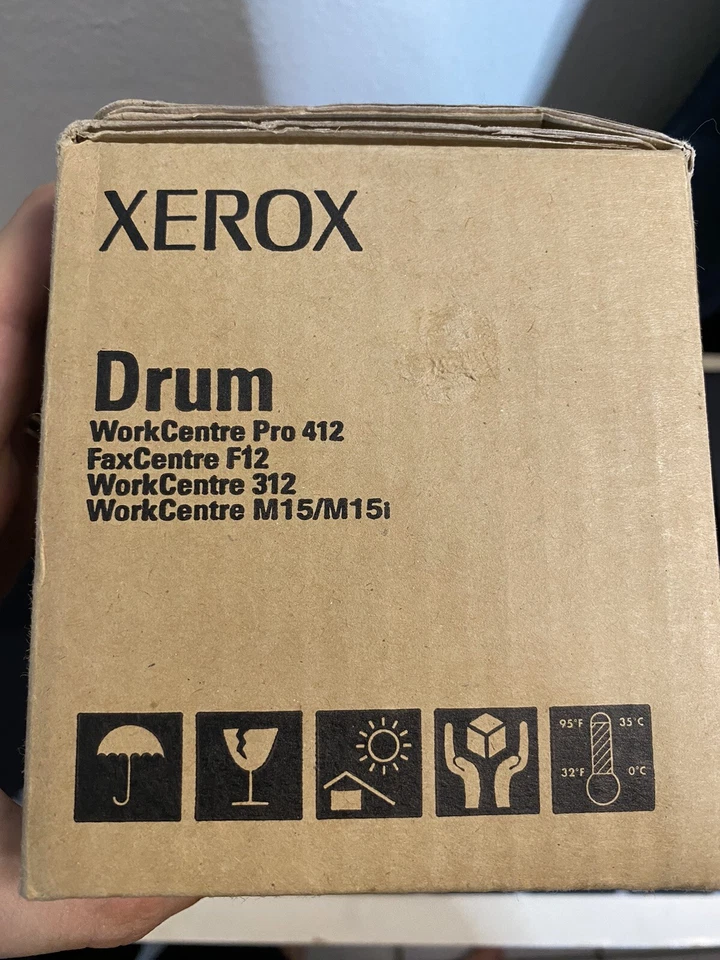 XEROX
Drum
WorkCentre Pro 412
FaxCentre F12
WorkCentre 312
WorkCentre M15/M15i
95°F 35°C
32°F 0°C